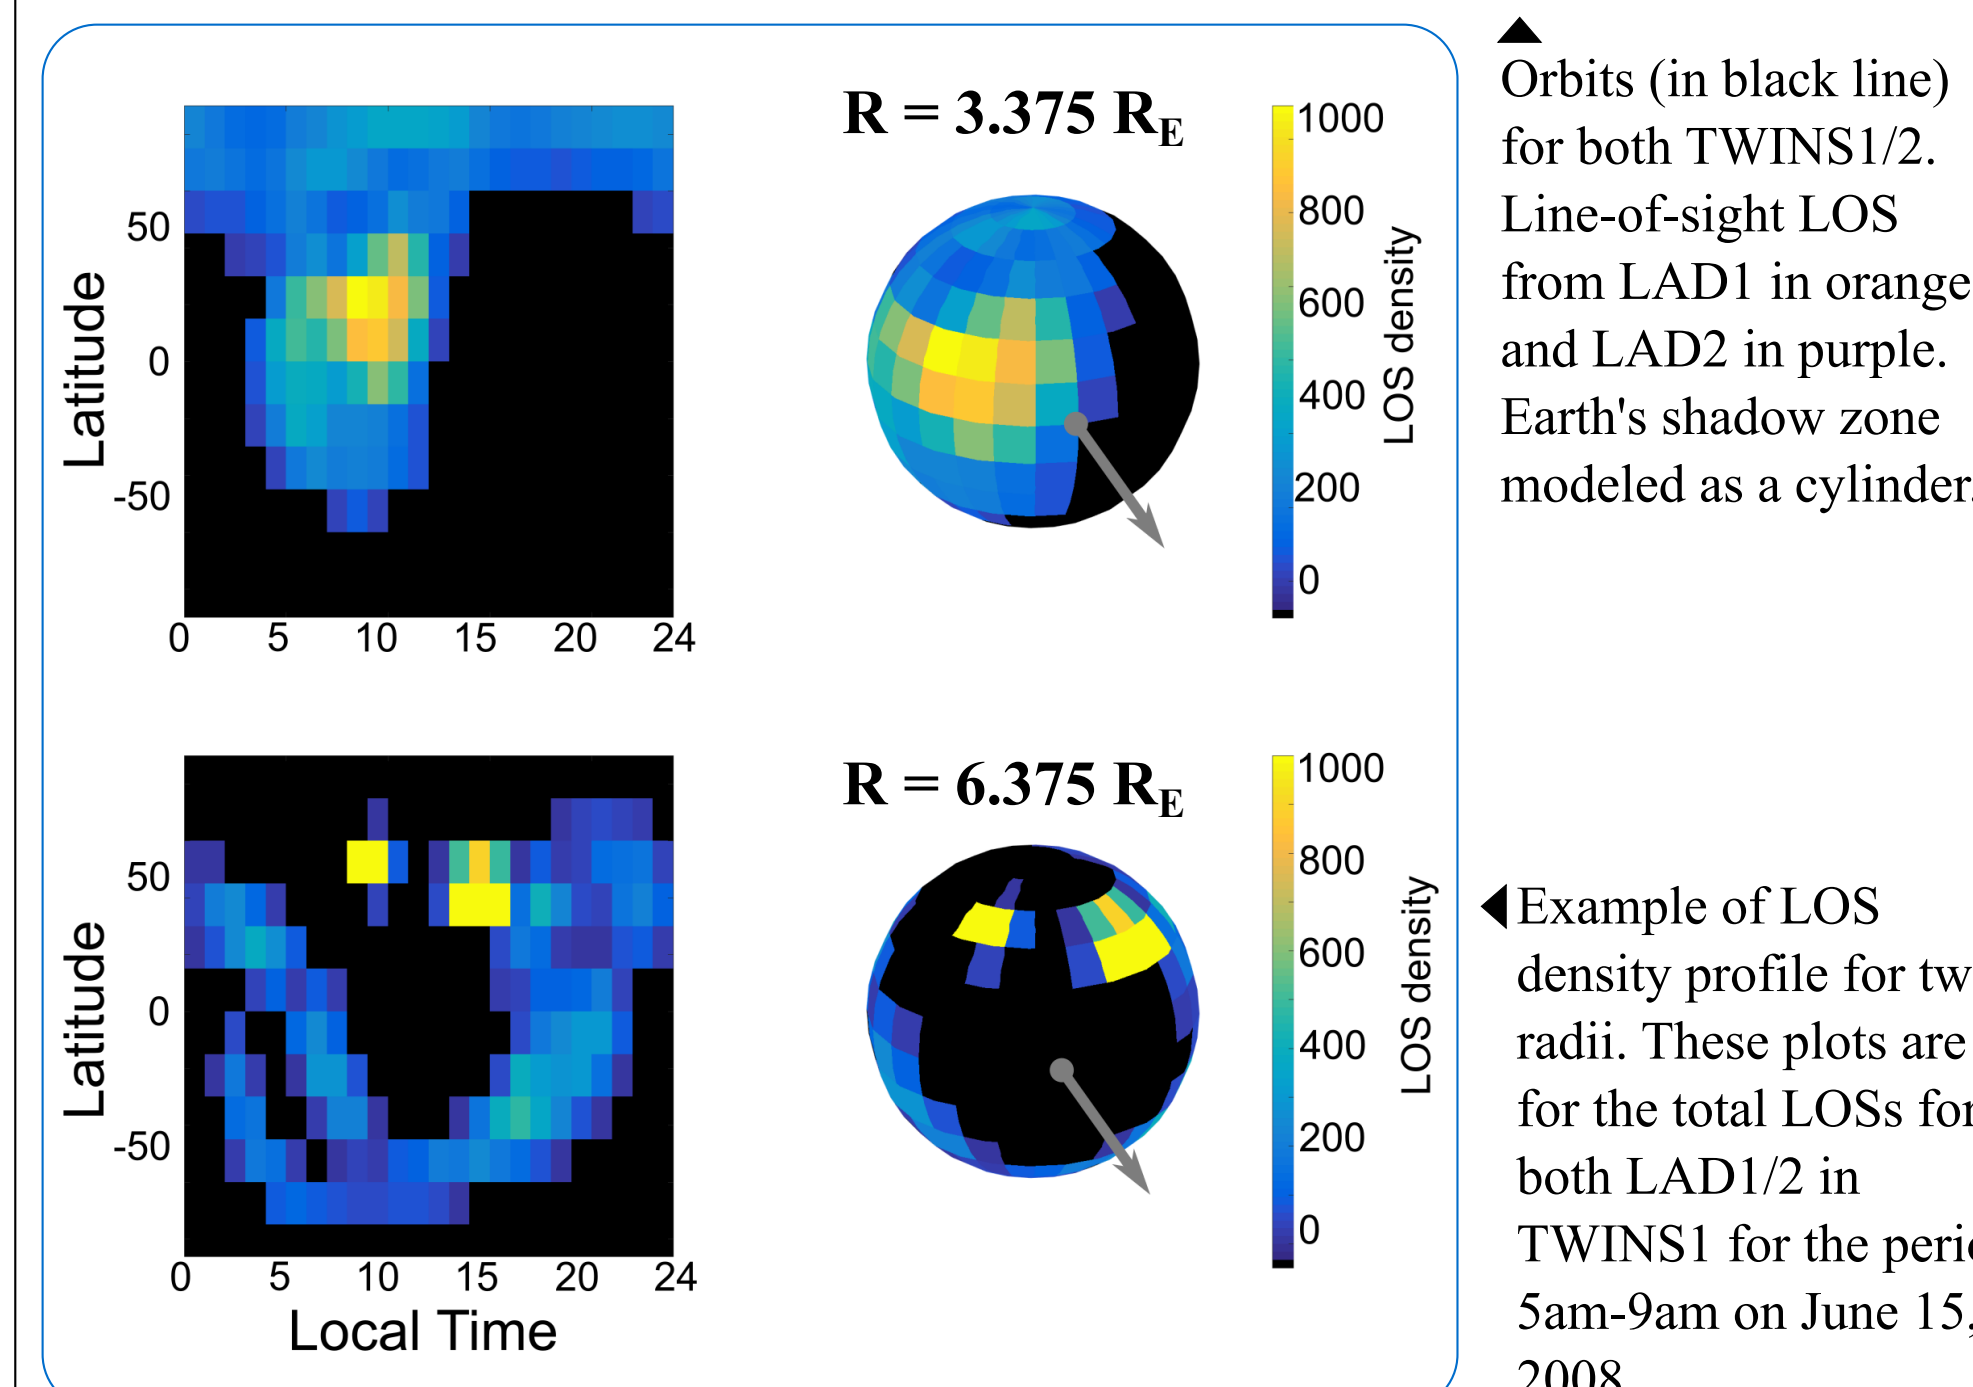 R = 3.375 R_E
1000
800
600
400
200
0
LOS density
Latitude
50
0
-50
0 5 10 15 20 24
R = 6.375 R_E
1000
800
600
400
200
0
LOS density
Latitude
50
0
-50
0 5 10 15 20 24
Local Time
Orbits (in black line)
for both TWINS1/2.
Line-of-sight LOS
from LAD1 in orange
and LAD2 in purple.
Earth's shadow zone
modeled as a cylinder.
Example of LOS
density profile for
radii. These plots are
for the total LOSs for
both LAD1/2 in
TWINS1 for the
5am-9am on June 15,
2008